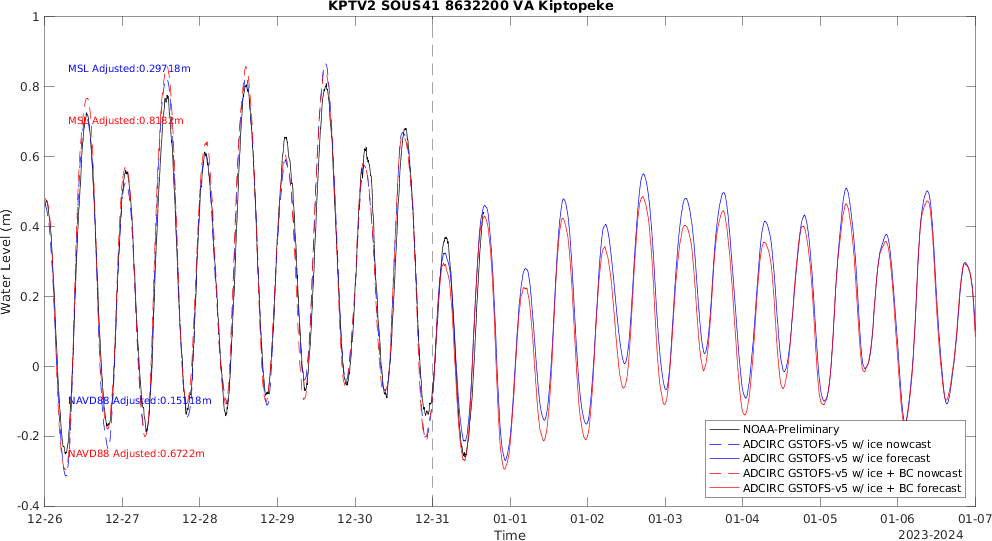 KPTV2 SOUS41 8632200 VA Kiptopeke
Water Level (m)
1
0.8
0.6
0.4
0.2
0
-0.2
-0.4
MSL Adjusted:0.29718m
MSL Adjusted:0.8182m
NAVD88 Adjusted:0.15118m
NAVD88 Adjusted:0.6722m
NOAA-Preliminary
ADCIRC GSTOFS-v5 w/ ice nowcast
ADCIRC GSTOFS-v5 w/ ice forecast
ADCIRC GSTOFS-v5 w/ ice + BC nowcast
ADCIRC GSTOFS-v5 w/ ice + BC forecast
12-26 12-27 12-28 12-29 12-30 12-31 01-01 01-02 01-03 01-04 01-05 01-06 01-07
Time
2023-2024